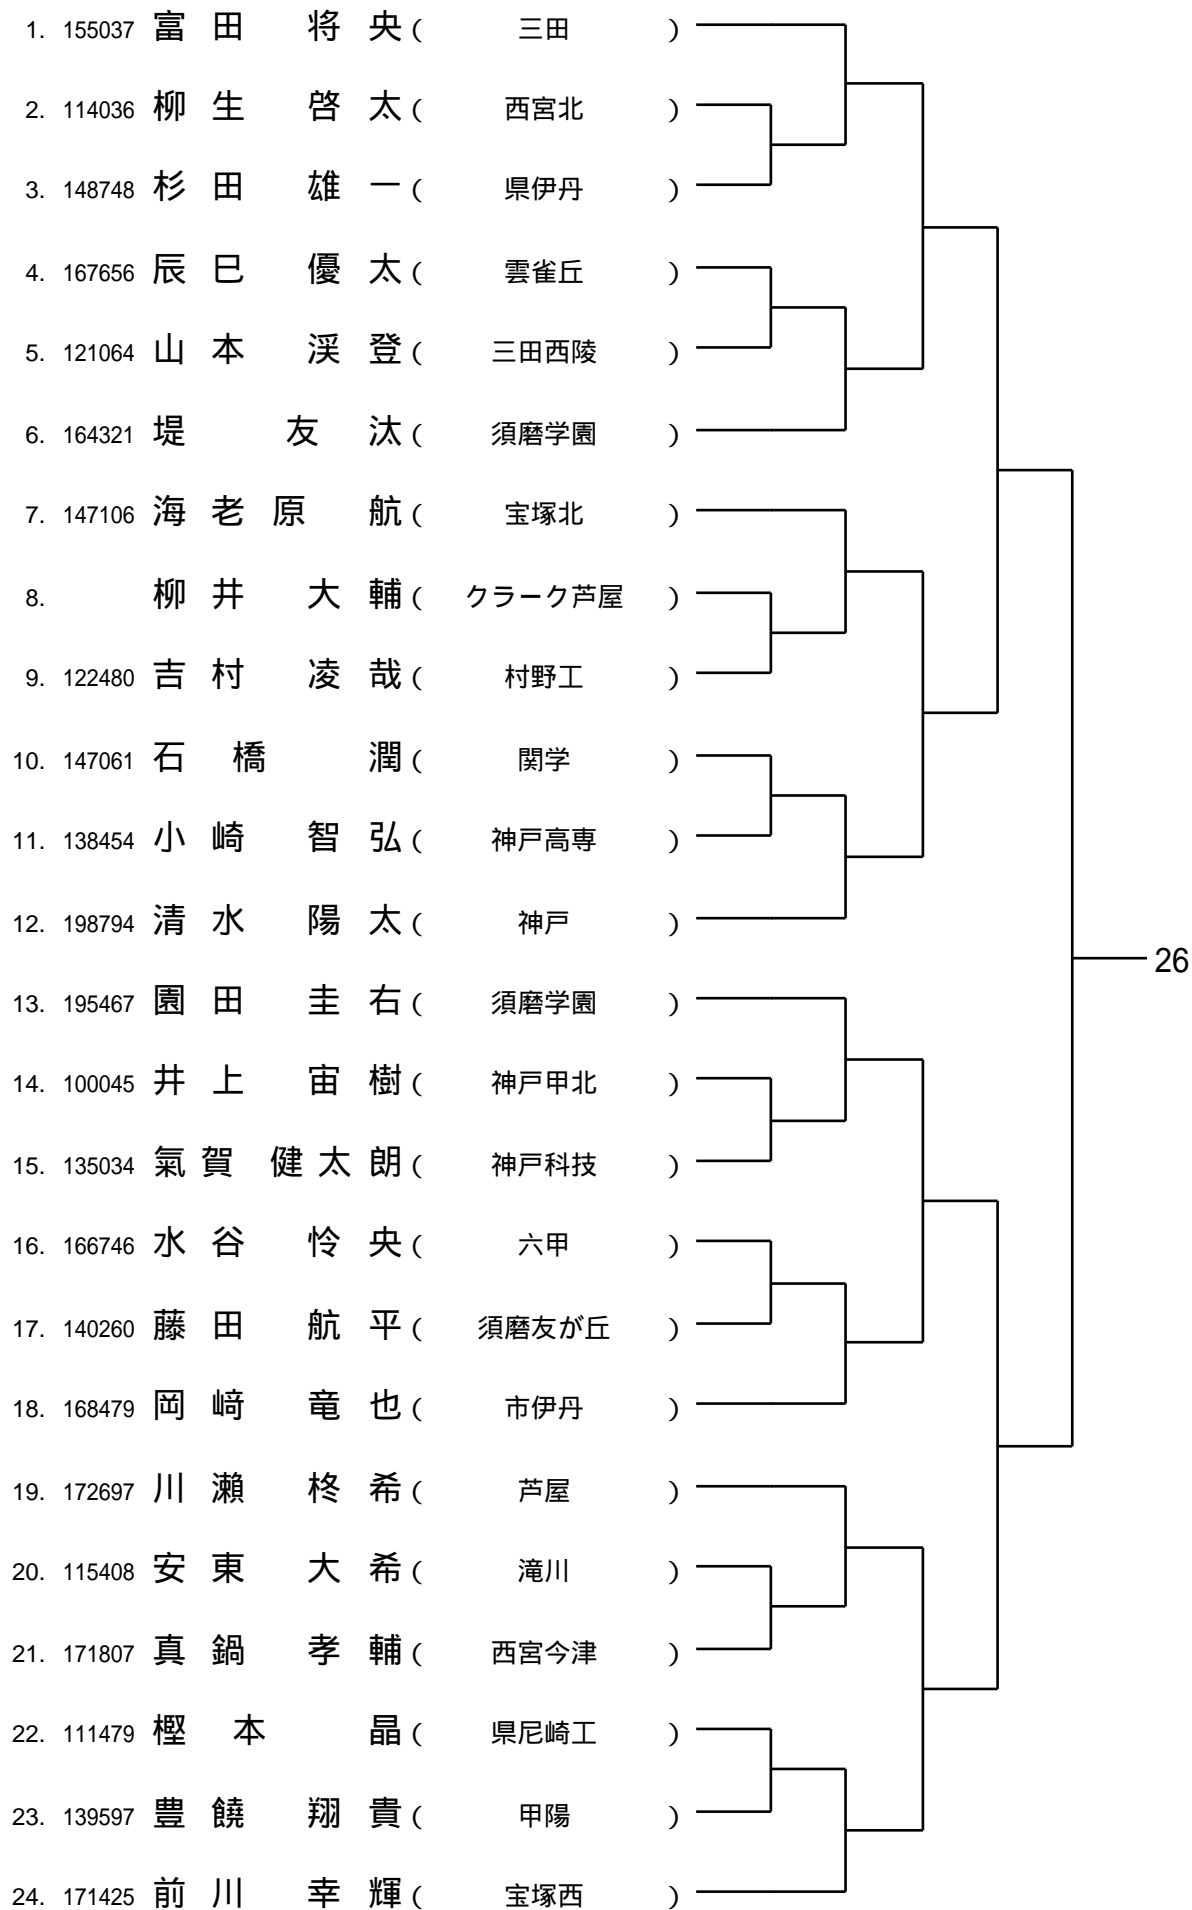 1. 155037 富田 将央 ( 三田 )
2. 114036 柳生 啓太 ( 西宮北 )
3. 148748 杉田 雄一 ( 県伊丹 )
4. 167656 辰巳 優太 ( 雲雀丘 )
5. 121064 山本 渓登 ( 三田西陵 )
6. 164321 堤 友汰 ( 須磨学園 )
7. 147106 海老原 航 ( 宝塚北 )
8. 柳井 大輔 ( クラーク芦屋 )
9. 122480 吉村 凌哉 ( 村野工 )
10. 147061 石橋 潤 ( 関学 )
11. 138454 小崎 智弘 ( 神戸高専 )
12. 198794 清水 陽太 ( 神戸 )
26
13. 195467 園田 圭右 ( 須磨学園 )
14. 100045 井上 宙樹 ( 神戸甲北 )
15. 135034 氣賀 健太朗 ( 神戸科技 )
16. 166746 水谷 怜央 ( 六甲 )
17. 140260 藤田 航平 ( 須磨友が丘 )
18. 168479 岡﨑 竜也 ( 市伊丹 )
19. 172697 川瀬 柊希 ( 芦屋 )
20. 115408 安東 大希 ( 滝川 )
21. 171807 真鍋 孝輔 ( 西宮今津 )
22. 111479 樫本 晶 ( 県尼崎工 )
23. 139597 豊饒 翔貴 ( 甲陽 )
24. 171425 前川 幸輝 ( 宝塚西 )